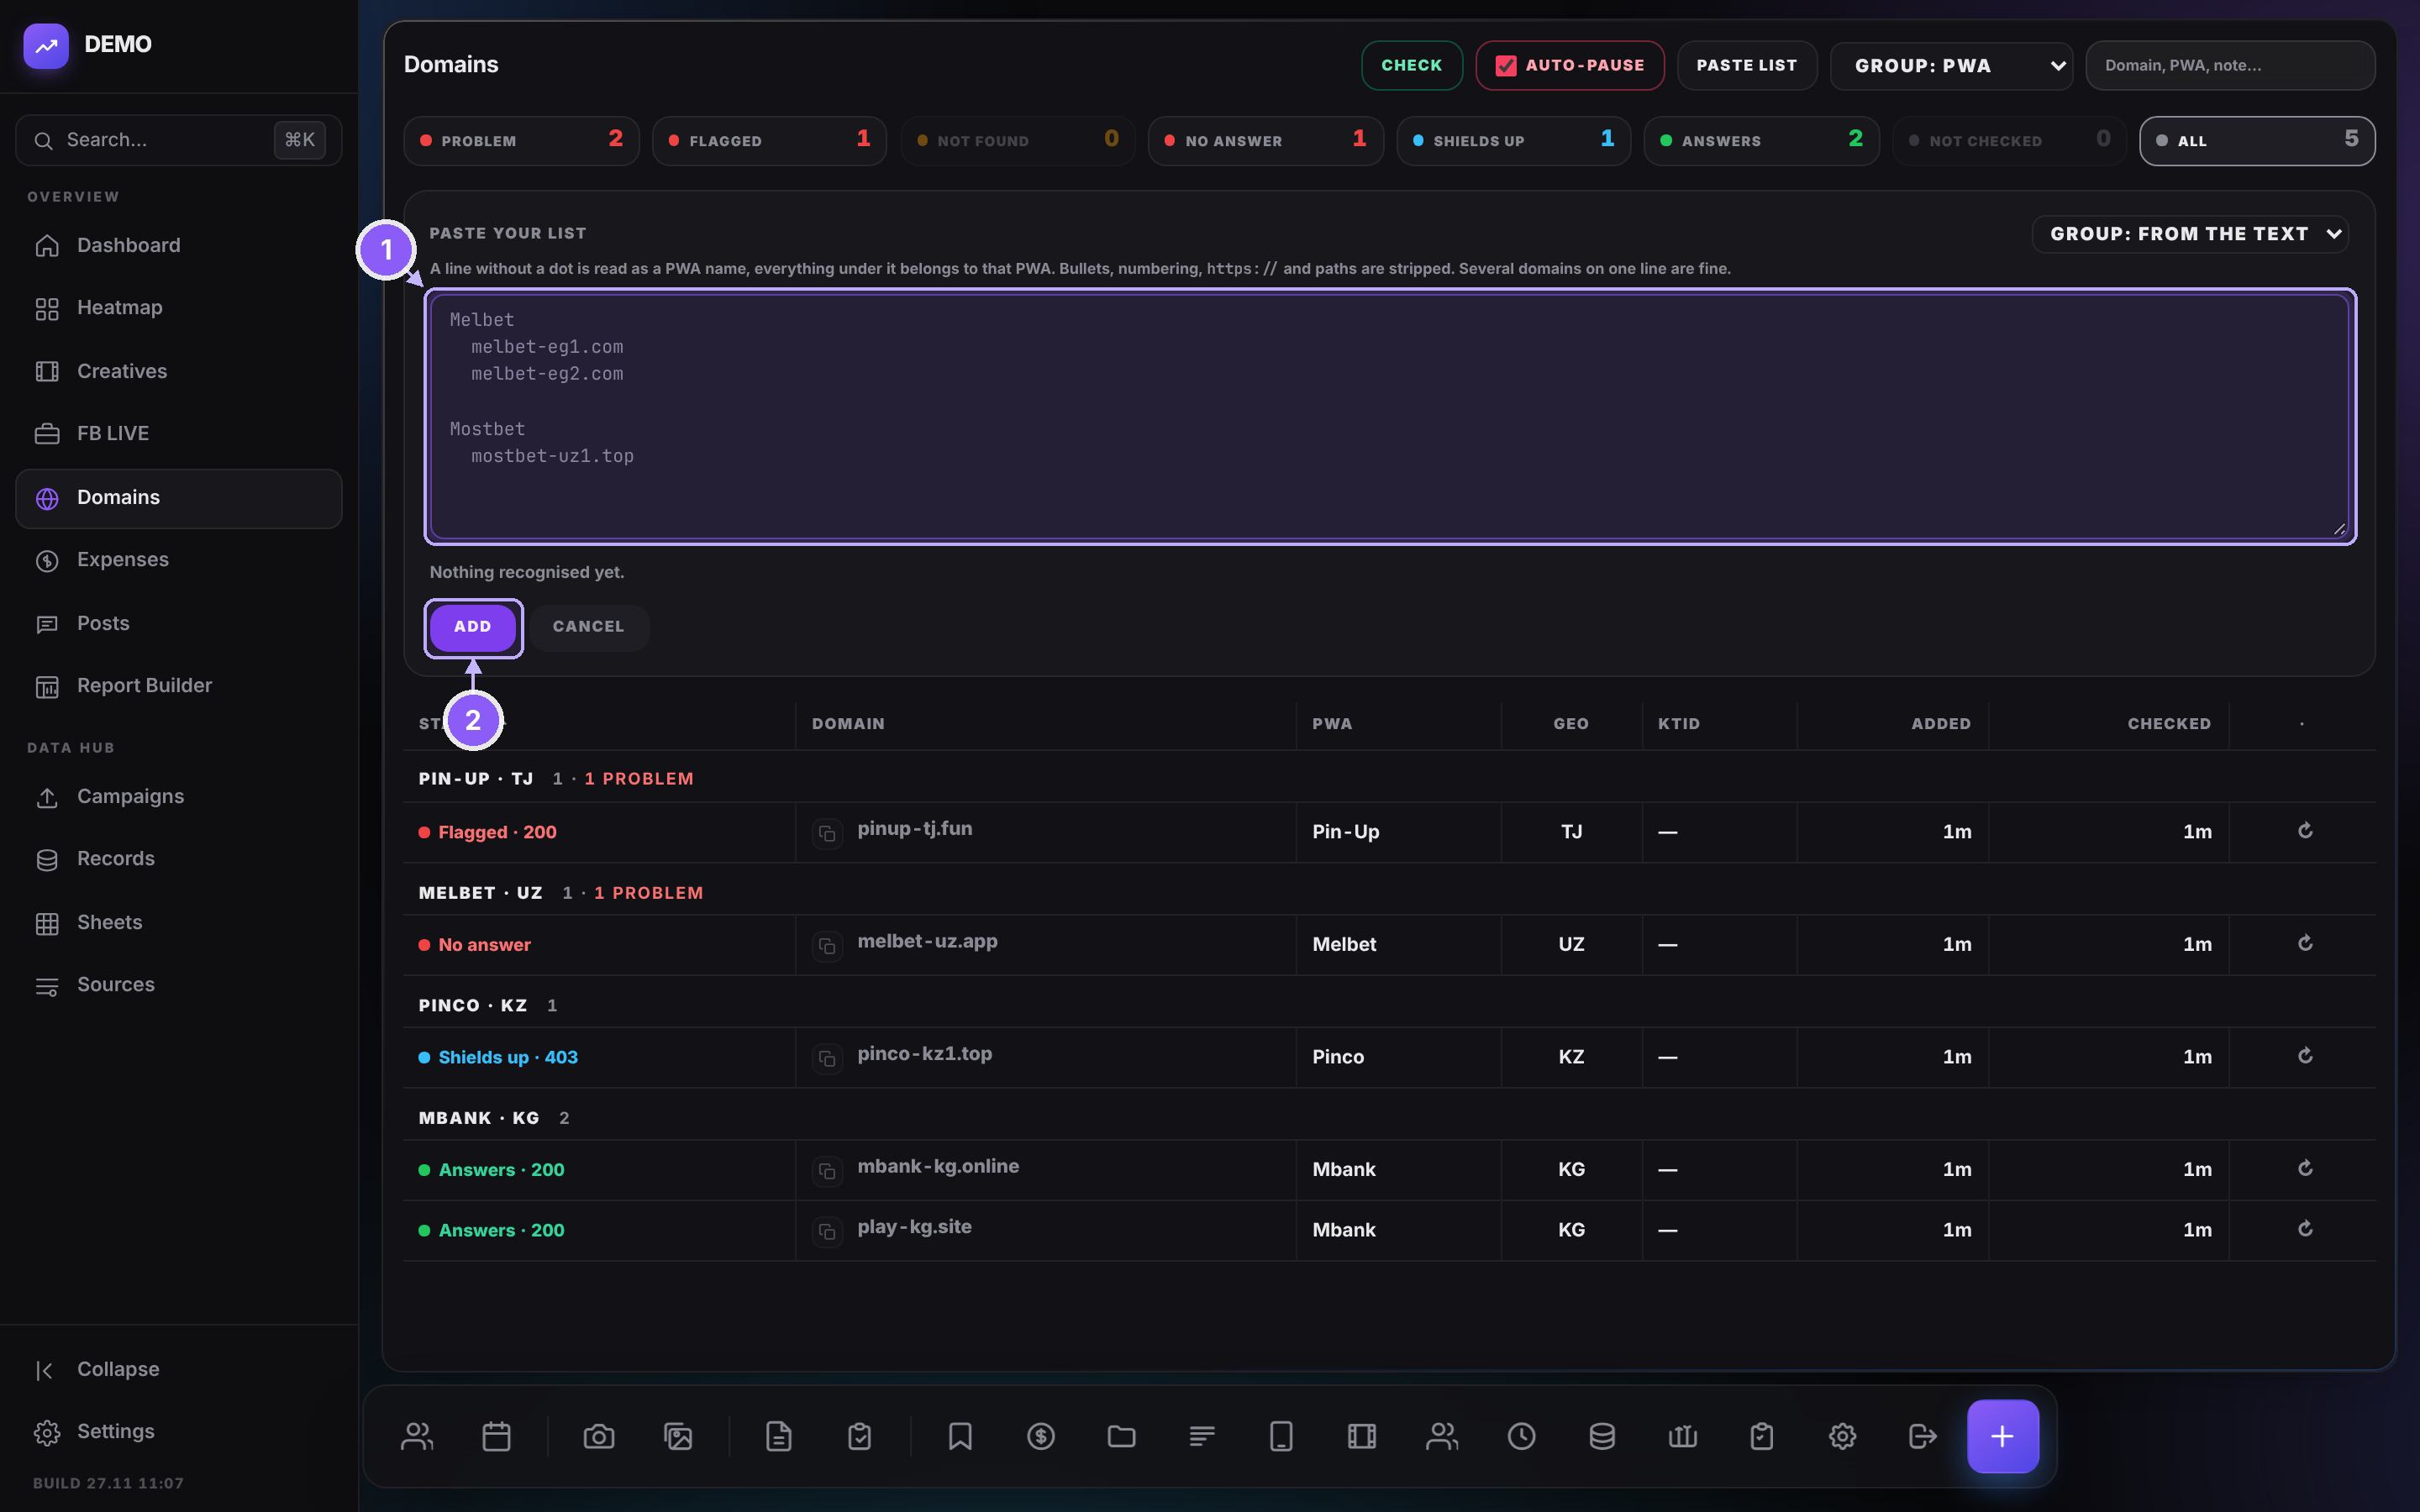 DEMO
Search...
⌘K
OVERVIEW
Dashboard
Heatmap
Creatives
FB LIVE
Domains
Expenses
Posts
Report Builder
DATA HUB
Campaigns
Records
Sheets
Sources
Collapse
Settings
BUILD 27.11 11:07
Domains
CHECK
AUTO-PAUSE
PASTE LIST
GROUP: PWA
Domain, PWA, note...
PROBLEM 2
FLAGGED 1
NOT FOUND 0
NO ANSWER 1
SHIELDS UP 1
ANSWERS 2
NOT CHECKED 0
ALL 5
1
PASTE YOUR LIST
GROUP: FROM THE TEXT
A line without a dot is read as a PWA name, everything under it belongs to that PWA. Bullets, numbering, https:// and paths are stripped. Several domains on one line are fine.
Melbet
melbet-eg1.com
melbet-eg2.com
Mostbet
mostbet-uz1.top
Nothing recognised yet.
ADD
CANCEL
2
DOMAIN PWA GEO KTID ADDED CHECKED ·
PIN-UP · TJ 1 · 1 PROBLEM
Flagged · 200 pinup-tj.fun Pin-Up TJ — 1m 1m
MELBET · UZ 1 · 1 PROBLEM
No answer melbet-uz.app Melbet UZ — 1m 1m
PINCO · KZ 1
Shields up · 403 pinco-kz1.top Pinco KZ — 1m 1m
MBANK · KG 2
Answers · 200 mbank-kg.online Mbank KG — 1m 1m
Answers · 200 play-kg.site Mbank KG — 1m 1m